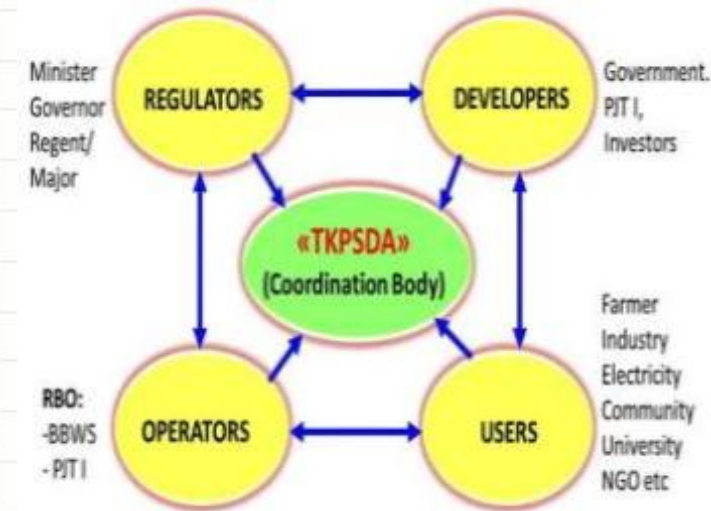 Minister
Governor
Regent/
Major
REGULATORS
DEVELOPERS
Government.
PJT I,
Investors
«TKPSDA»
(Coordination Body)
RBO:
-BBWS
- PJT I
OPERATORS
USERS
Farmer
Industry
Electricity
Community
University
NGO etc